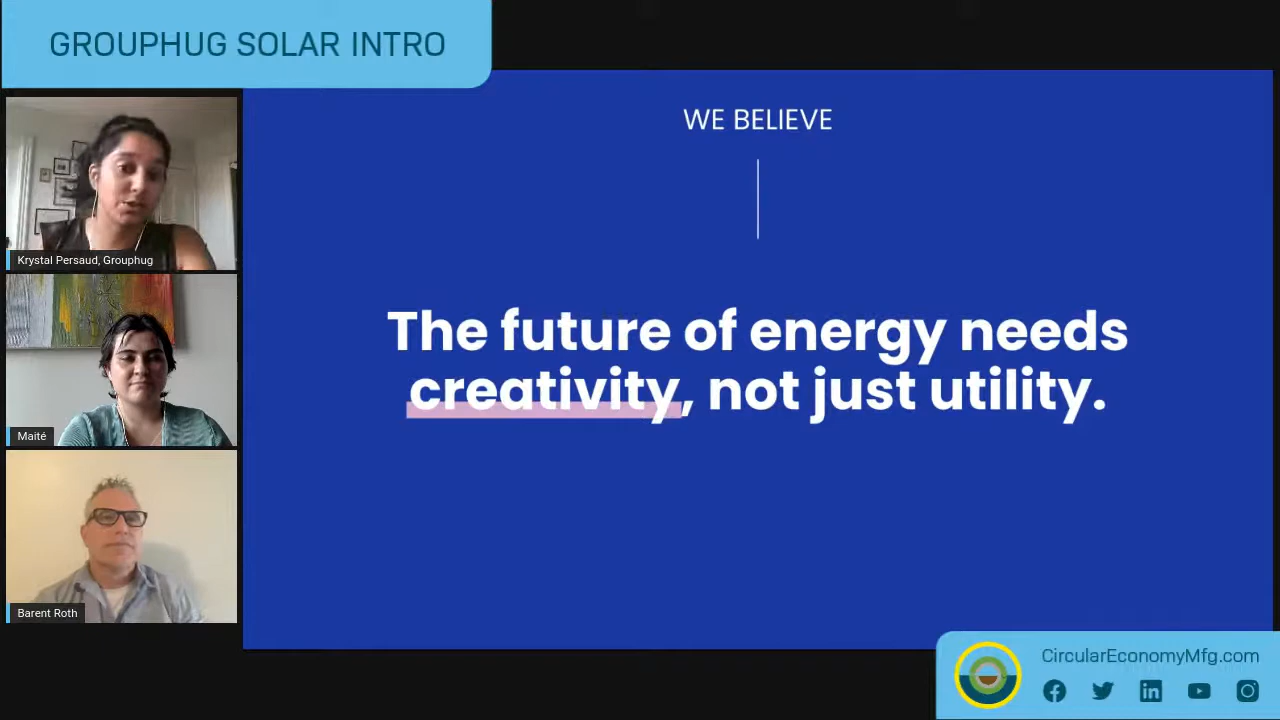 GROUPHUG SOLAR INTRO
WE BELIEVE
The future of energy needs
creativity, not just utility.
Krystal Persaud, Grouphug
Maité
Barent Roth
CircularEconomyMfg.com